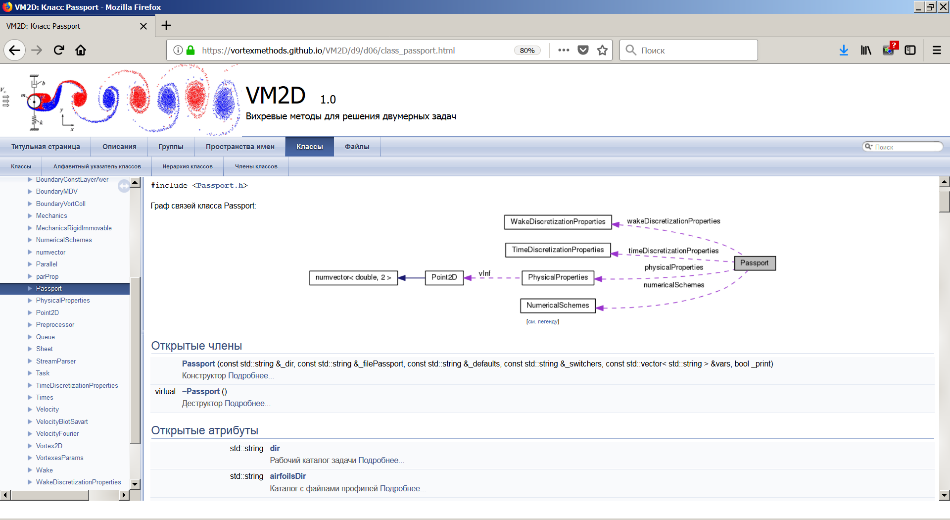 VM2D: Класс Passport - Mozilla Firefox
VM2D: Класс Passport
https://vortexmethods.github.io/VM2D/d9/d06/class_passport.html
80%
Поиск
VM2D 1.0
Вихревые методы для решения двумерных задач
Титульная страница Описания Группы Пространства имен Классы Файлы
Поиск
Классы Алфавитный указатель классов Иерархия классов Члены классов
BoundaryConstLayerAver
BoundaryMDV
BoundaryVortColl
Mechanics
MechanicsRigidImmovable
NumericalSchemes
numvector
Parallel
parProp
Passport
PhysicalProperties
Point2D
Preprocessor
Queue
Sheet
StreamParser
Task
TimeDiscretizationProperties
Times
Velocity
VelocityBiotSavart
VelocityFourier
Vortex2D
VortexesParams
Wake
WakeDiscretizationProperties
#include <Passport.h>
Граф связей класса Passport:
WakeDiscretizationProperties
wakeDiscretizationProperties
TimeDiscretizationProperties
timeDiscretizationProperties
Passport
physicalProperties
numvector< double, 2 >
Point2D
vInf
PhysicalProperties
numericalSchemes
NumericalSchemes
[см. легенду]
Открытые члены
Passport (const std::string &_dir, const std::string &_filePassport, const std::string &_defaults, const std::string &_switchers, const std::vector< std::string > &vars, bool _print)
Конструктор Подробнее...
virtual ~Passport ()
Деструктор Подробнее...
Открытые атрибуты
std::string dir
Рабочий каталог задачи Подробнее...
std::string airfoilsDir
Каталог с файлами профилей Подробнее